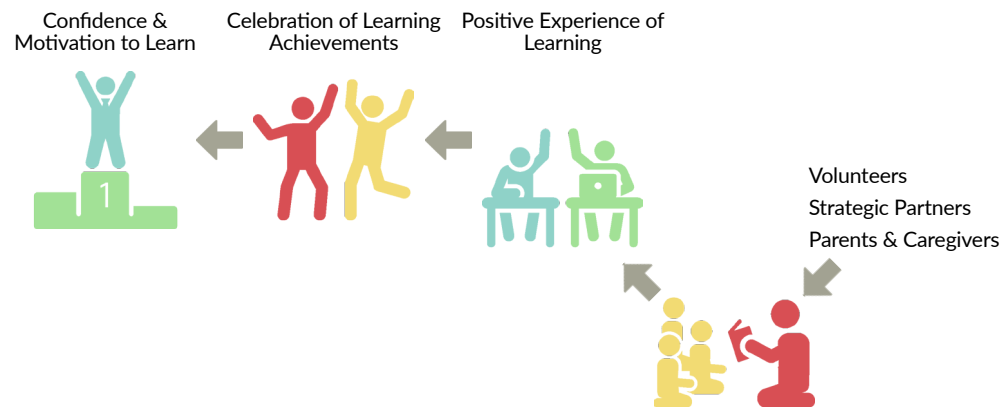 Confidence &
Motivation to Learn
Celebration of Learning
Achievements
Positive Experience of
Learning
Volunteers
Strategic Partners
Parents & Caregivers
1